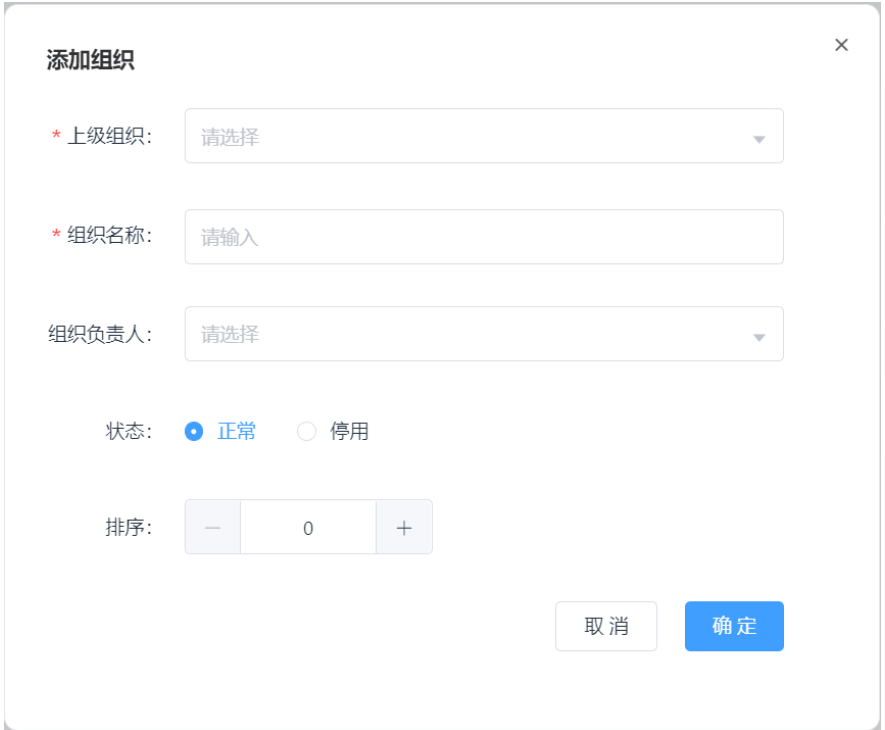 添加组织
* 上级组织: 请选择
* 组织名称: 请输入
组织负责人: 请选择
状态: 正常 停用
排序: 0
取消 确定